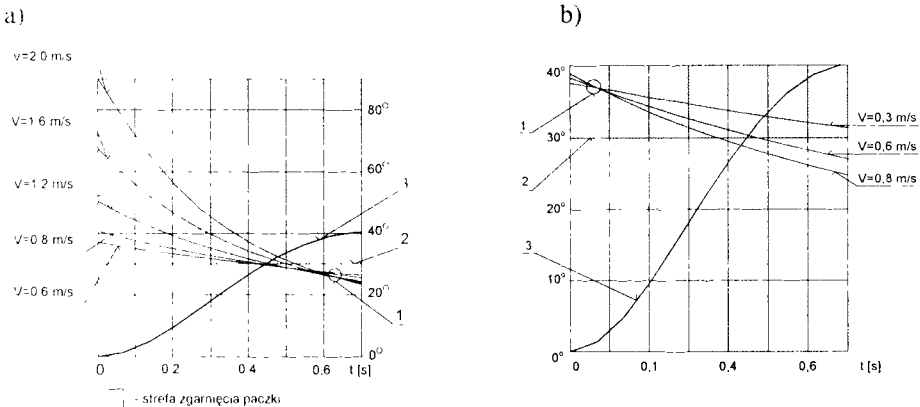 a)
V=2.0 m/s
V=1.6 m/s
V=1.2 m/s
V=0.8 m/s
V=0.6 m/s
80°
60°
40°
20°
0°
3
2
1
0
0.2
0.4
0,6
t [s]
- strefa zgarnięcia paczki
b)
40°
30°
20°
10°
0°
1
2
3
V=0,3 m/s
V=0,6 m/s
V=0,8 m/s
0
0,1
0,4
0,6
t [s]